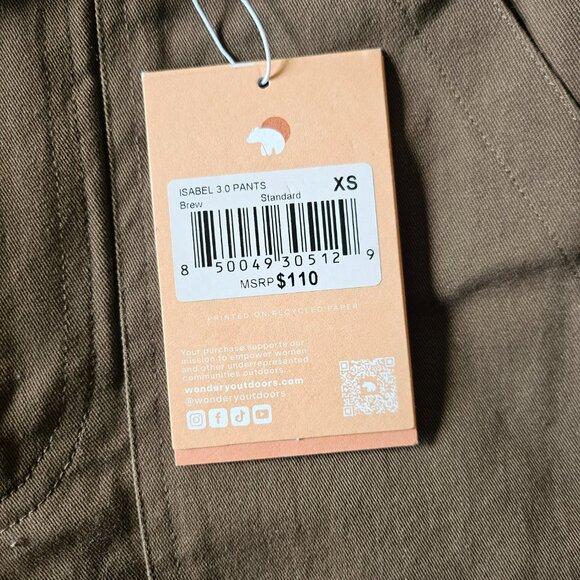 ISABEL 3.0 PANTS XS
Brew Standard
8 50049 30512 9
MSRP $110
PRINTED ON RECYCLED PAPER
Your purchase supports our
mission to empower women
and other underrepresented
communities outdoors.
wonderyoutdoors.com
@wonderyoutdoors